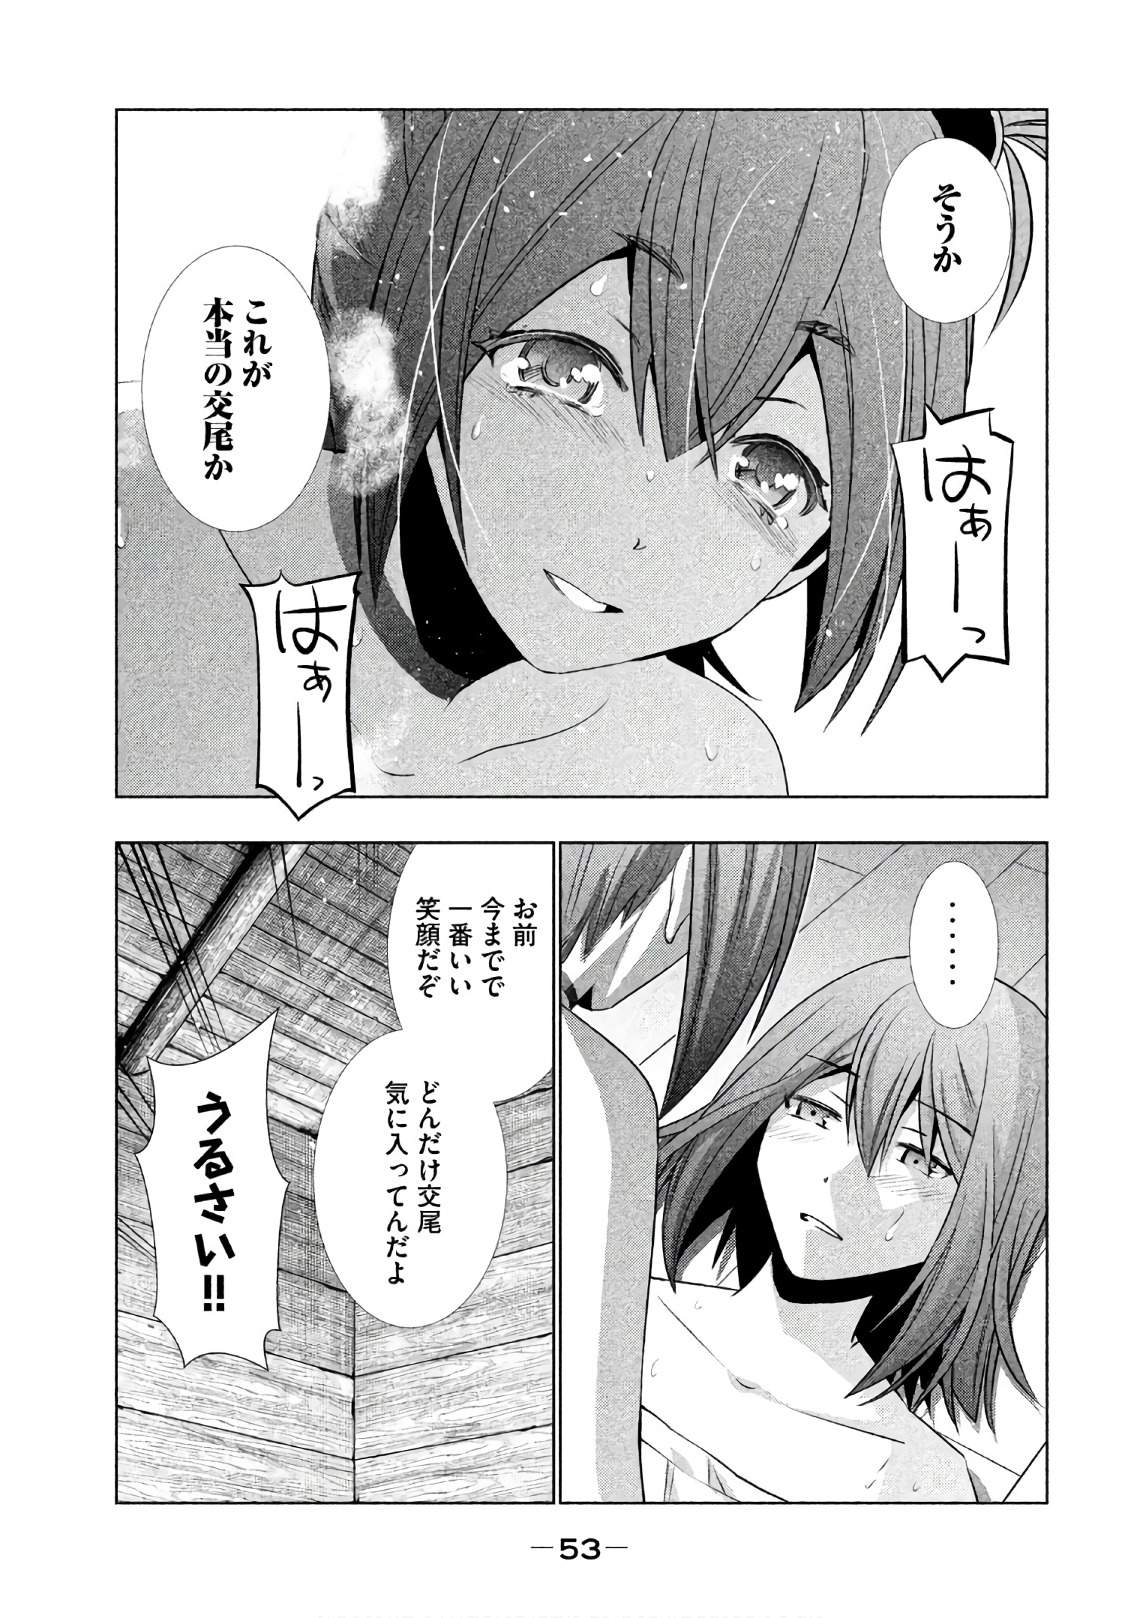 そうか
はぁーっ
これが
本当の交尾か
はぁーっ
・・・・・・
お前
今までで
一番いい
笑顔だぞ
どんだけ交尾
気に入ってんだよ
うるさい!!
—53—